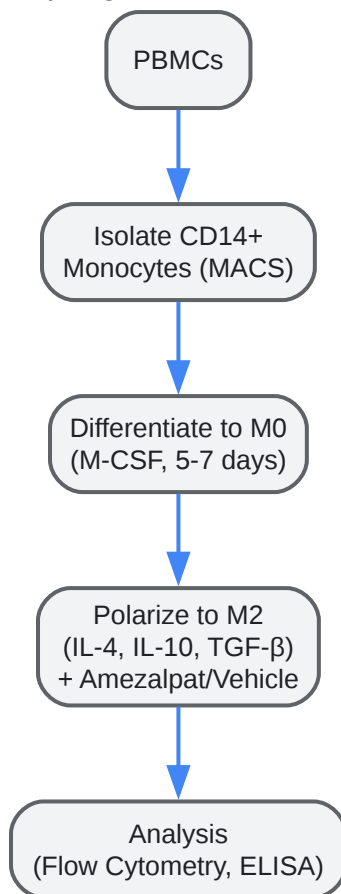 PBMCs
Isolate CD14+
Monocytes (MACS)
Differentiate to M0
(M-CSF, 5-7 days)
Polarize to M2
(IL-4, IL-10, TGF-β)
+ Amezalpat/Vehicle
Analysis
(Flow Cytometry, ELISA)